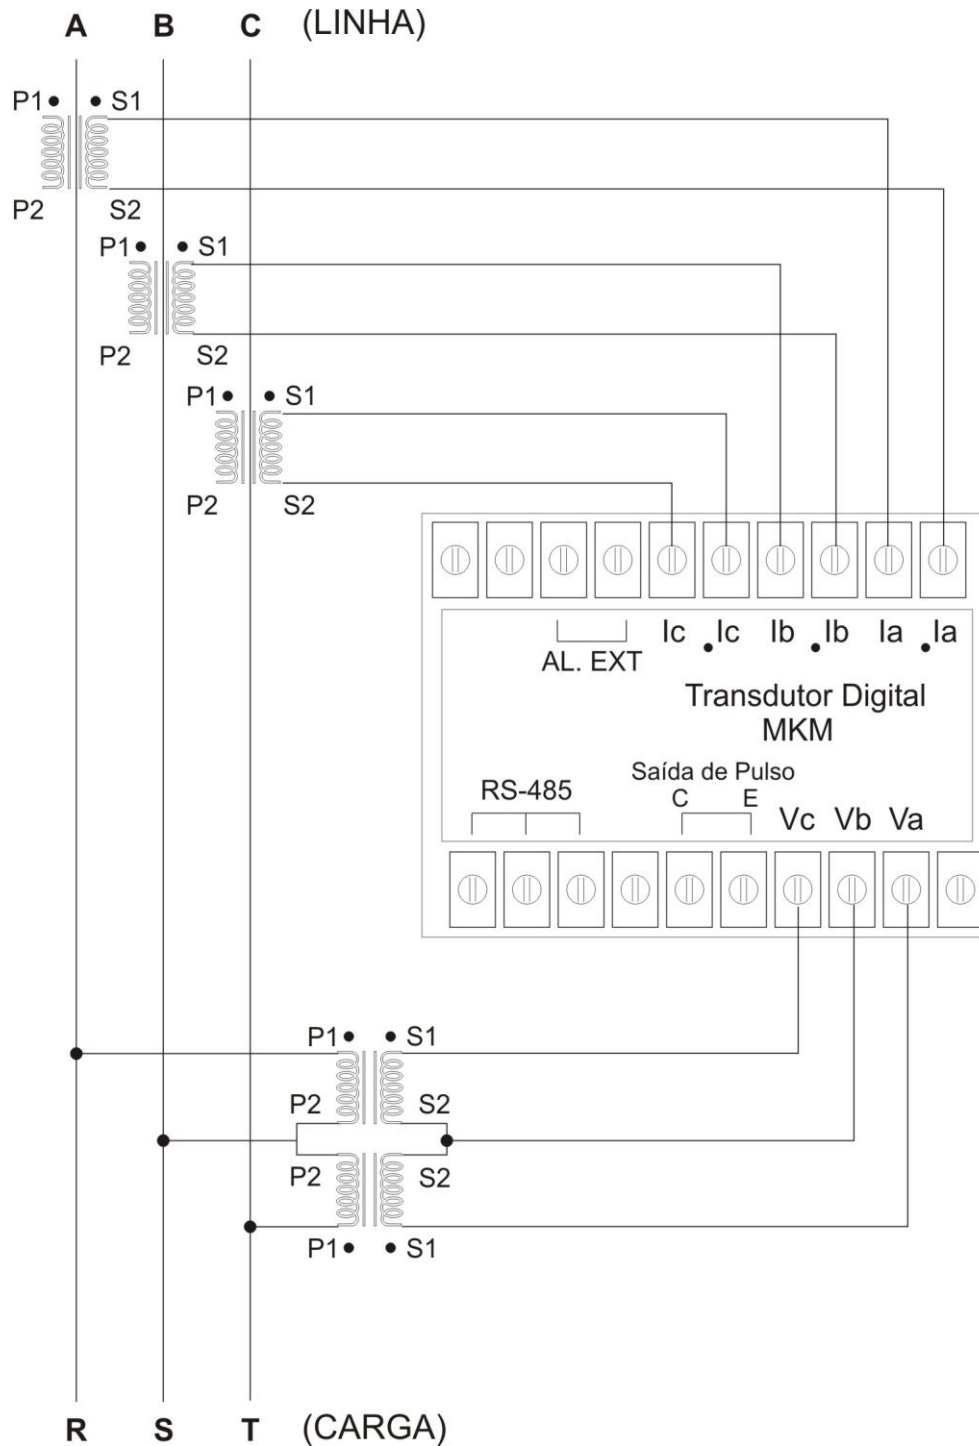 A B C (LINHA)
P1 S1
P2 S2
P1 S1
P2 S2
P1 S1
P2 S2
Ic Ic Ib Ib Ia Ia
AL. EXT
Transdutor Digital
MKM
Saída de Pulso
RS-485 C E
Vc Vb Va
P1 S1
P2 S2
P2 S2
P1 S1
R S T (CARGA)